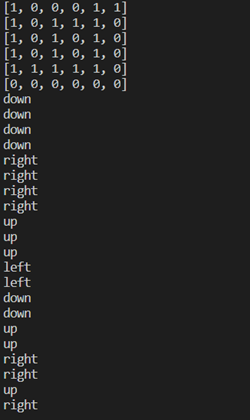 [1, 0, 0, 0, 1, 1]
[1, 0, 1, 1, 1, 0]
[1, 0, 1, 0, 1, 0]
[1, 0, 1, 0, 1, 0]
[1, 1, 1, 1, 1, 0]
[0, 0, 0, 0, 0, 0]
down
down
down
down
right
right
right
right
up
up
up
left
left
down
down
up
up
right
right
up
right